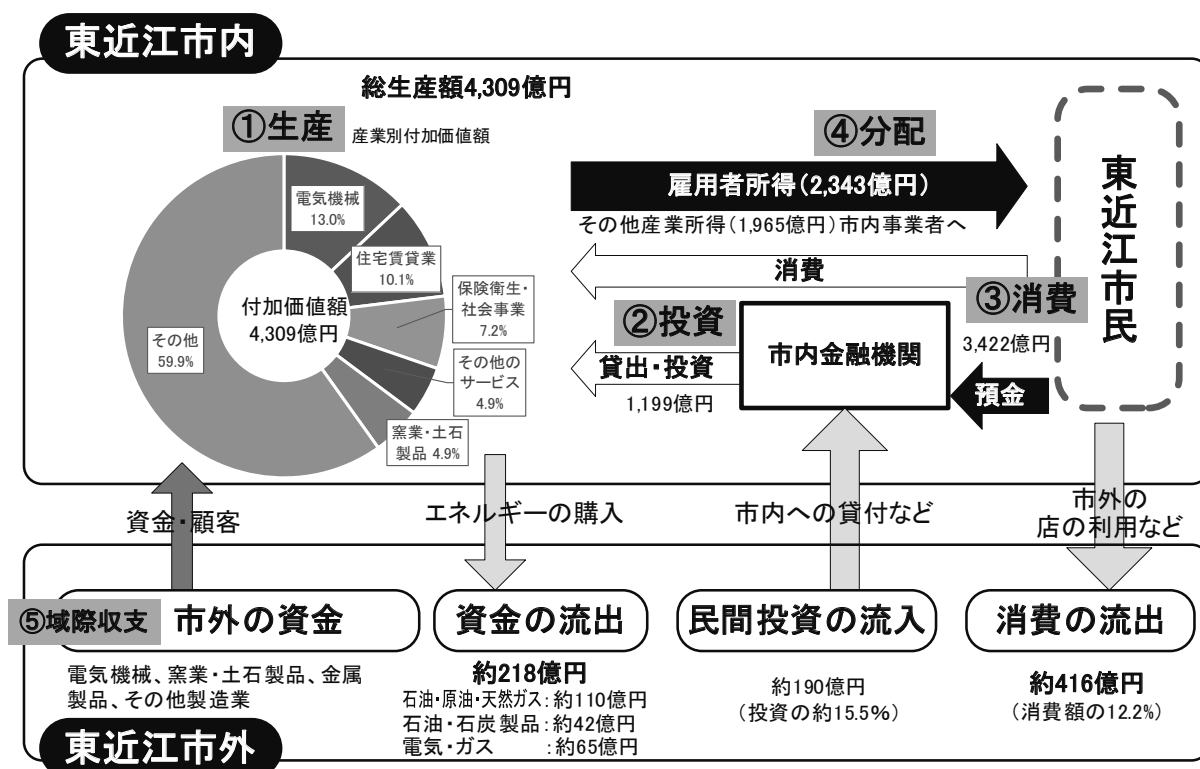 東近江市内
総生産額4,309億円
①生産
産業別付加価値額
電気機械
13.0%
住宅賃貸業
10.1%
保険衛生・
社会事業
7.2%
その他の
サービス
4.9%
窯業・土石
製品 4.9%
その他
59.9%
付加価値額
4,309億円
④分配
雇用者所得（2,343億円）
その他産業所得（1,965億円）市内事業者へ
消費
③消費
3,422億円
②投資
貸出・投資
1,199億円
市内金融機関
預金
東近江市民
資金・顧客
エネルギーの購入
市内への貸付など
市外の
店の利用など
⑤域際収支
市外の資金
電気機械、窯業・土石製品、金属
製品、その他製造業
資金の流出
約218億円
石油・原油・天然ガス：約110億円
石油・石炭製品：約42億円
電気・ガス　　：約65億円
民間投資の流入
約190億円
（投資の約15.5%）
消費の流出
約416億円
（消費額の12.2%）
東近江市外